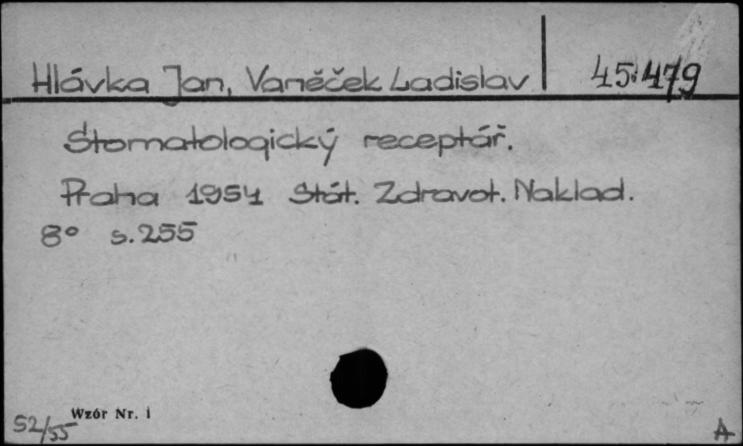 Hlávka Jan, Vaněček Ladislav 45.479
Stomatologický receptář.
Praha 1954 Stát. Zdravot. Naklad.
8° s. 255
Wzór Nr. 1
52/55
A